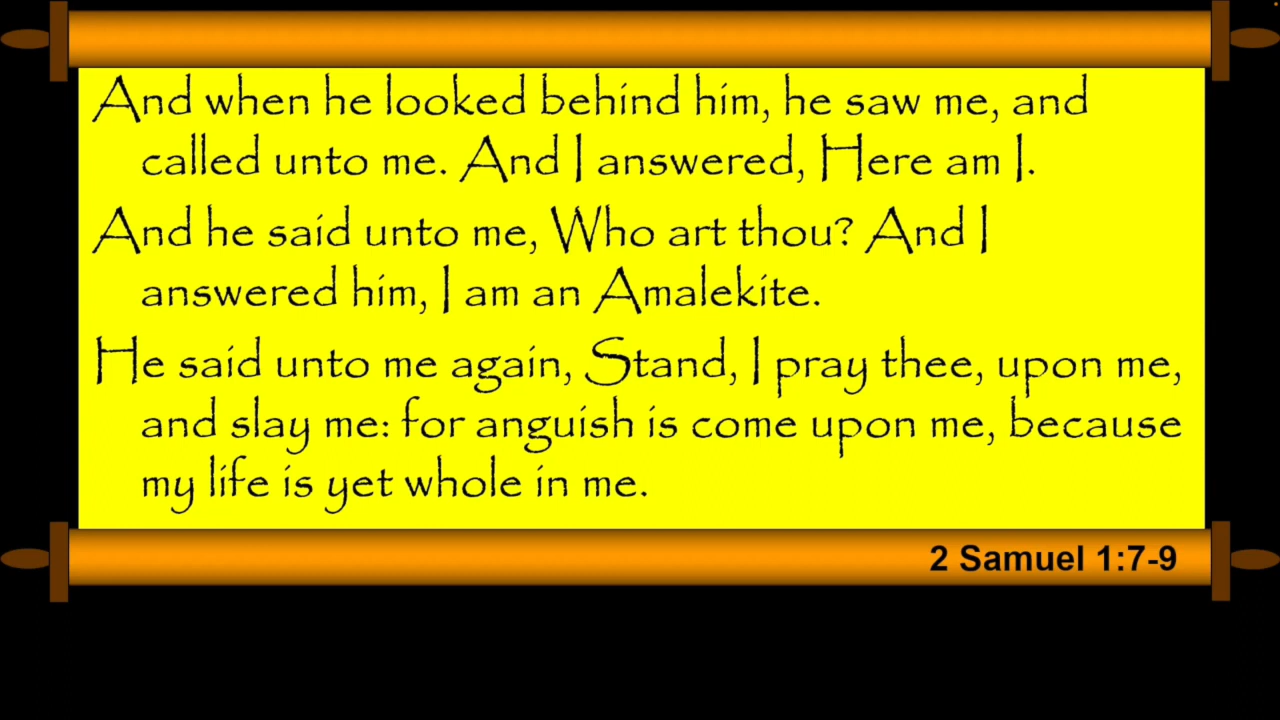 And when he looked behind him, he saw me, and
called unto me. And I answered, Here am I.
And he said unto me, Who art thou? And I
answered him, I am an Amalekite.
He said unto me again, Stand, I pray thee, upon me,
and slay me: for anguish is come upon me, because
my life is yet whole in me.
2 Samuel 1:7-9